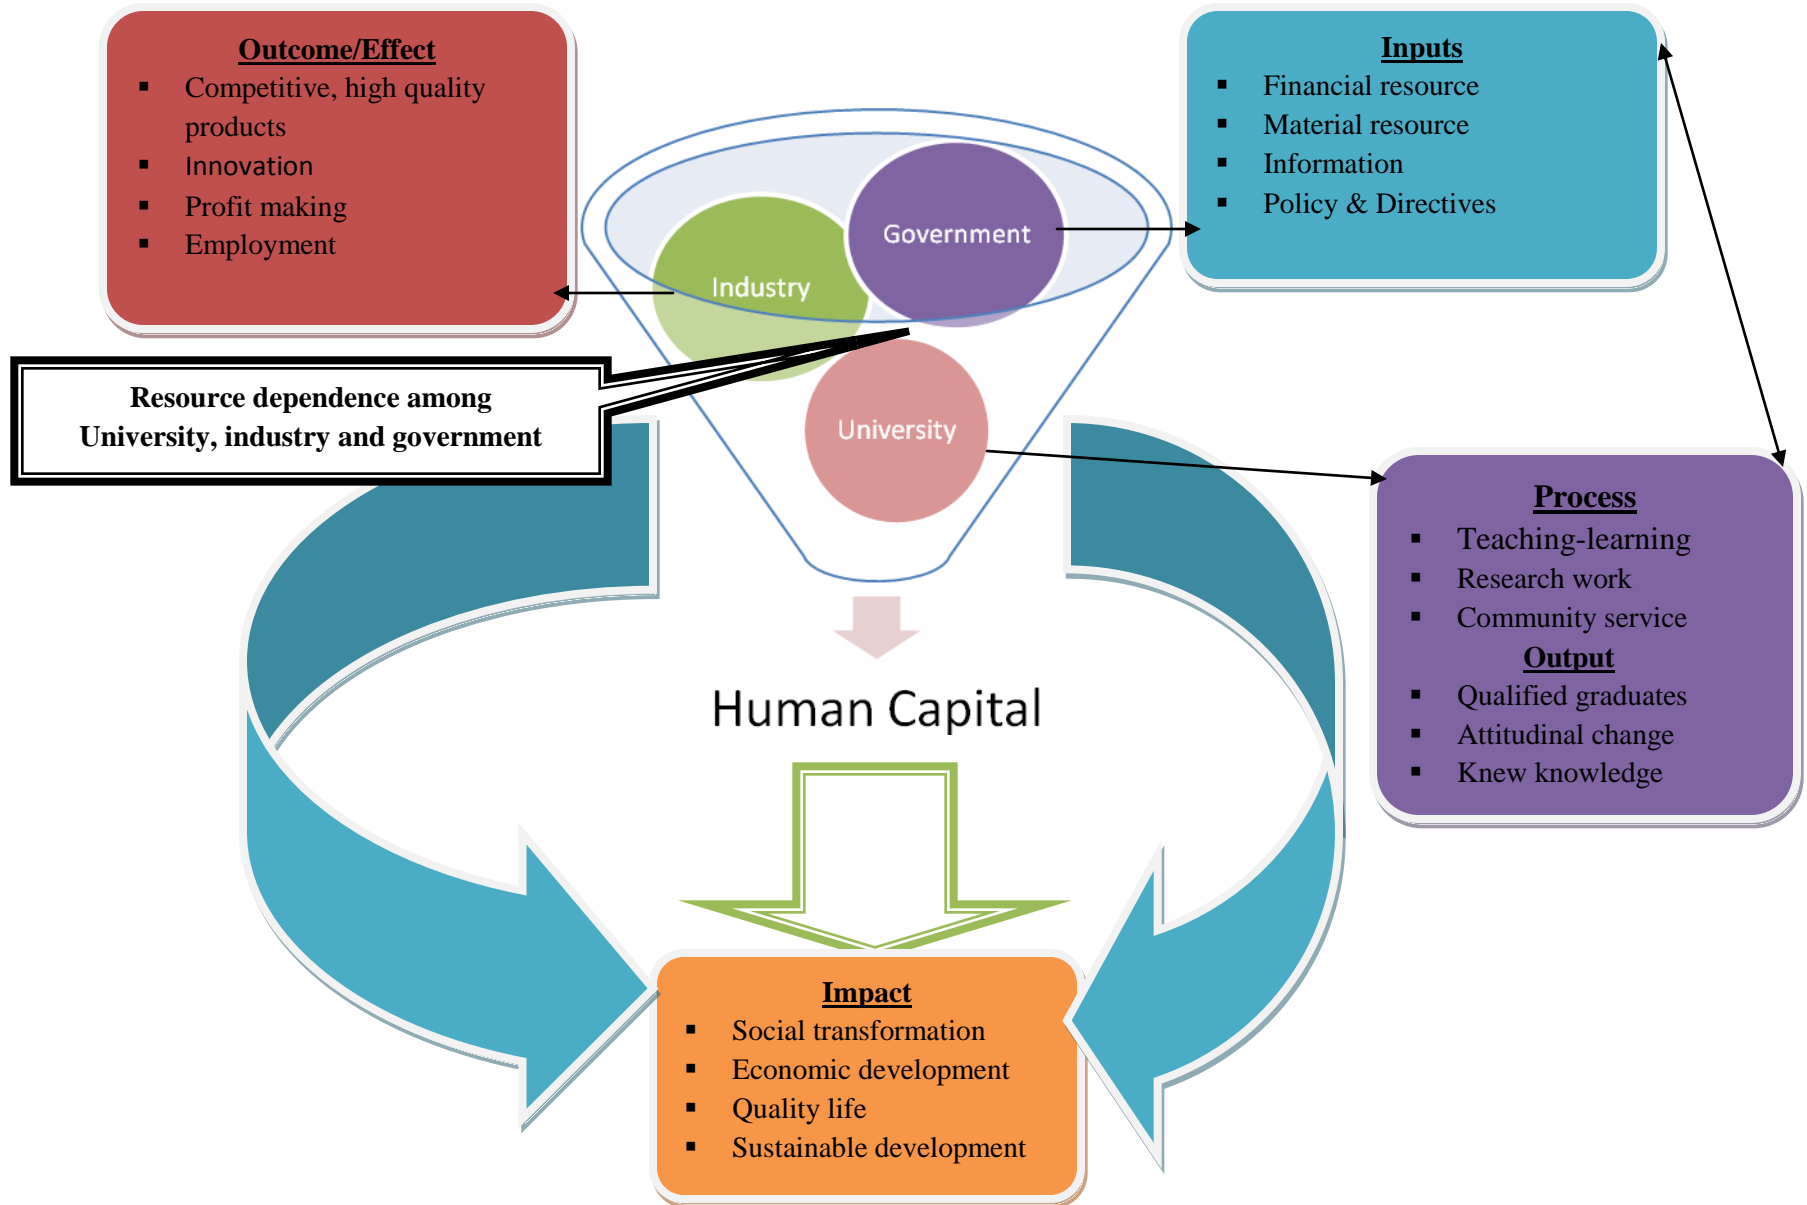 Outcome/Effect
▪ Competitive, high quality
products
▪ Innovation
▪ Profit making
▪ Employment
Inputs
▪ Financial resource
▪ Material resource
▪ Information
▪ Policy & Directives
Government
Industry
University
Resource dependence among
University, industry and government
Process
▪ Teaching-learning
▪ Research work
▪ Community service
Output
▪ Qualified graduates
▪ Attitudinal change
▪ Knew knowledge
Human Capital
Impact
▪ Social transformation
▪ Economic development
▪ Quality life
▪ Sustainable development